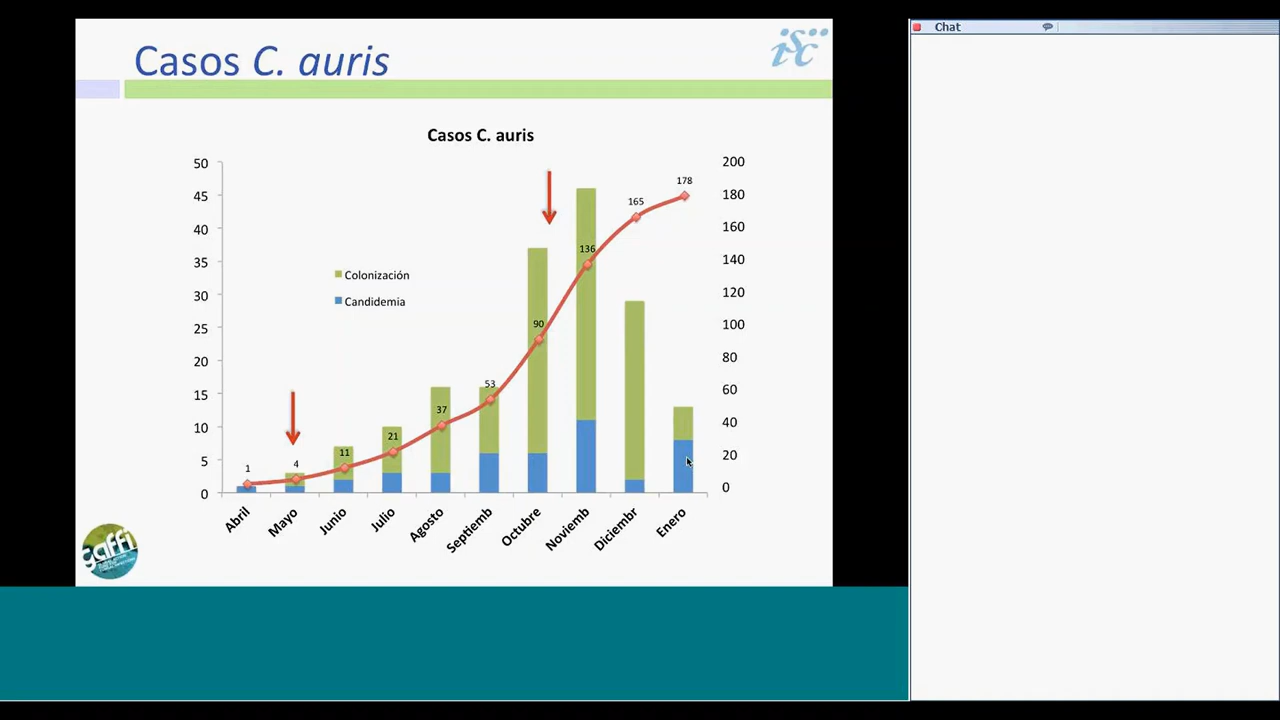 Chat
Casos C. auris
isc
Casos C. auris
50
45
40
35
30
25
20
15
10
5
0
200
180
160
140
120
100
80
60
40
20
0
Colonización
Candidemia
1
4
11
21
37
53
90
136
165
178
Abril
Mayo
Junio
Julio
Agosto
Septiemb
Octubre
Noviemb
Diciembr
Enero
gaffi